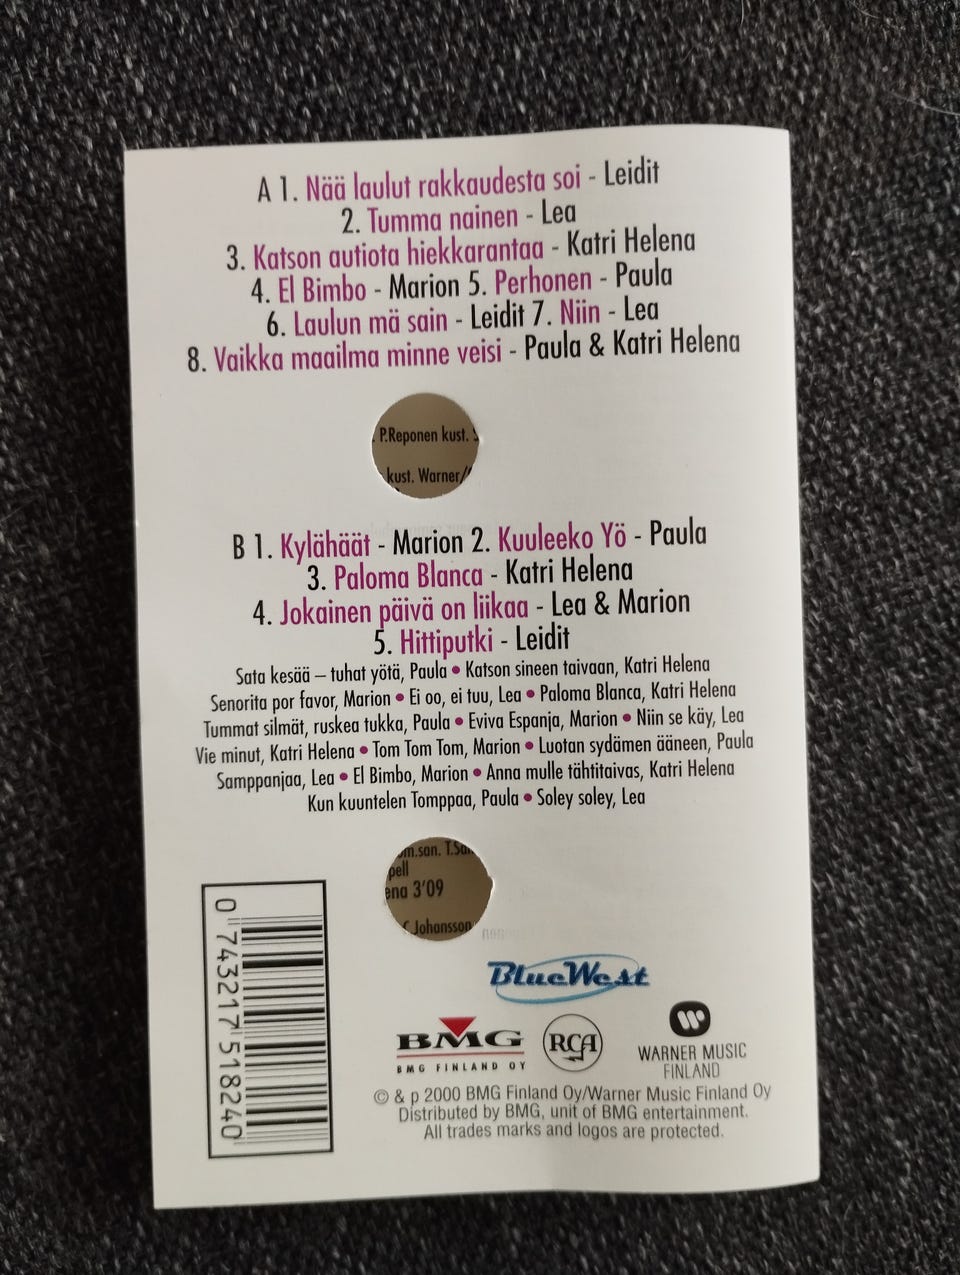 A 1. Nää laulut rakkaudesta soi - Leidit
2. Tumma nainen - Lea
3. Katson autiota hiekkarantaa - Katri Helena
4. El Bimbo - Marion 5. Perhonen - Paula
6. Laulun mä sain - Leidit 7. Niin - Lea
8. Vaikka maailma minne veisi - Paula & Katri Helena
P.Reponen kust.
kust. Warner/
B 1. Kylähäät - Marion 2. Kuuleeko Yö - Paula
3. Paloma Blanca - Katri Helena
4. Jokainen päivä on liikaa - Lea & Marion
5. Hittiputki - Leidit
Sata kesää – tuhat yötä, Paula • Katson sineen taivaan, Katri Helena
Senorita por favor, Marion • Ei oo, ei tuu, Lea • Paloma Blanca, Katri Helena
Tummat silmät, ruskea tukka, Paula • Eviva Espanja, Marion • Niin se käy, Lea
Vie minut, Katri Helena • Tom Tom Tom, Marion • Luotan sydämen ääneen, Paula
Samppanjaa, Lea • El Bimbo, Marion • Anna mulle tähtitaivas, Katri Helena
Kun kuuntelen Tomppaa, Paula • Soley soley, Lea
om.san. T.Sa
pell
ena 3'09
Johansson
0 743217 518240
BlueWest
BMG
BMG FINLAND OY
RCA
WARNER MUSIC
FINLAND
© & p 2000 BMG Finland Oy/Warner Music Finland Oy
Distributed by BMG, unit of BMG entertainment.
All trades marks and logos are protected.